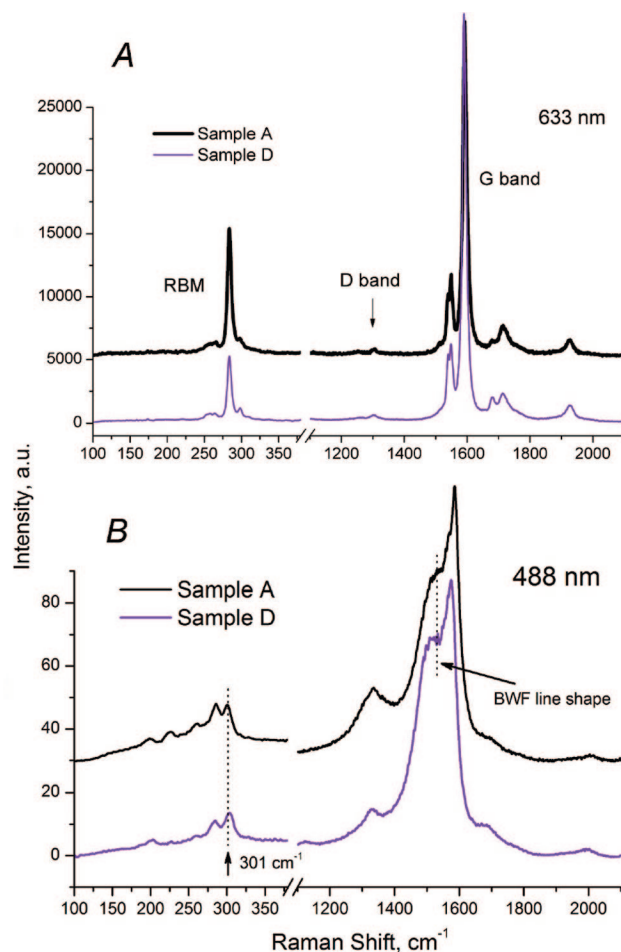 A
25000
20000
15000
10000
5000
0
Sample A
Sample D
633 nm
G band
RBM
D band
100 150 200 250 300 350 1200 1400 1600 1800 2000
Intensity, a.u.
B
80
60
40
20
0
Sample A
Sample D
488 nm
BWF line shape
301 cm⁻¹
100 150 200 250 300 350 1200 1400 1600 1800 2000
Raman Shift, cm⁻¹